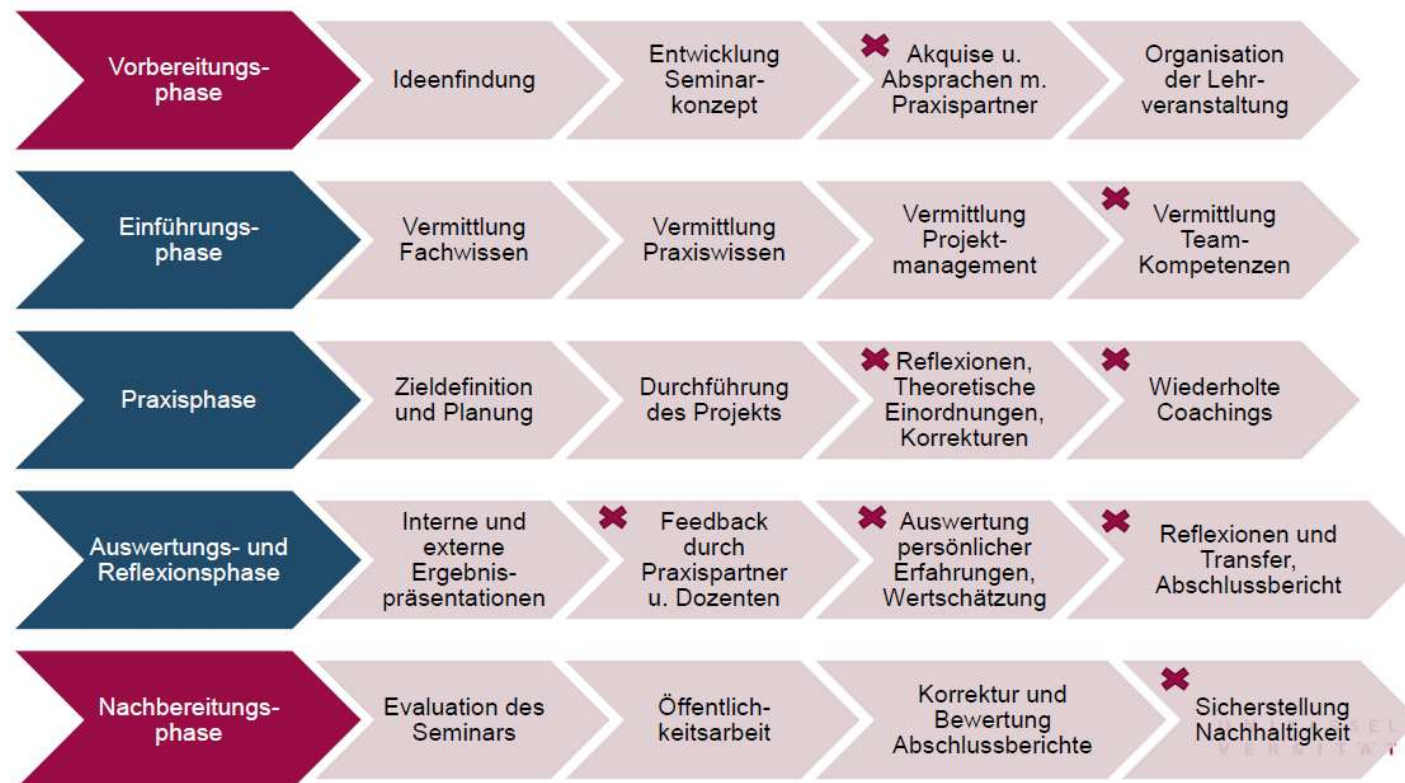 Vorbereitungs-
phase
Ideenfindung
Entwicklung
Seminar-
konzept
Akquise u.
Absprachen m.
Praxispartner
Organisation
der Lehr-
veranstaltung
Einführungs-
phase
Vermittlung
Fachwissen
Vermittlung
Praxiswissen
Vermittlung
Projekt-
management
Vermittlung
Team-
Kompetenzen
Praxisphase
Zieldefinition
und Planung
Durchführung
des Projekts
Reflexionen,
Theoretische
Einordnungen,
Korrekturen
Wiederholte
Coachings
Auswertungs- und
Reflexionsphase
Interne und
externe
Ergebnis-
präsentationen
Feedback
durch
Praxispartner
u. Dozenten
Auswertung
persönlicher
Erfahrungen,
Wertschätzung
Reflexionen und
Transfer,
Abschlussbericht
Nachbereitungs-
phase
Evaluation des
Seminars
Öffentlich-
keitsarbeit
Korrektur und
Bewertung
Abschlussberichte
Sicherstellung
Nachhaltigkeit
VERSITÄT